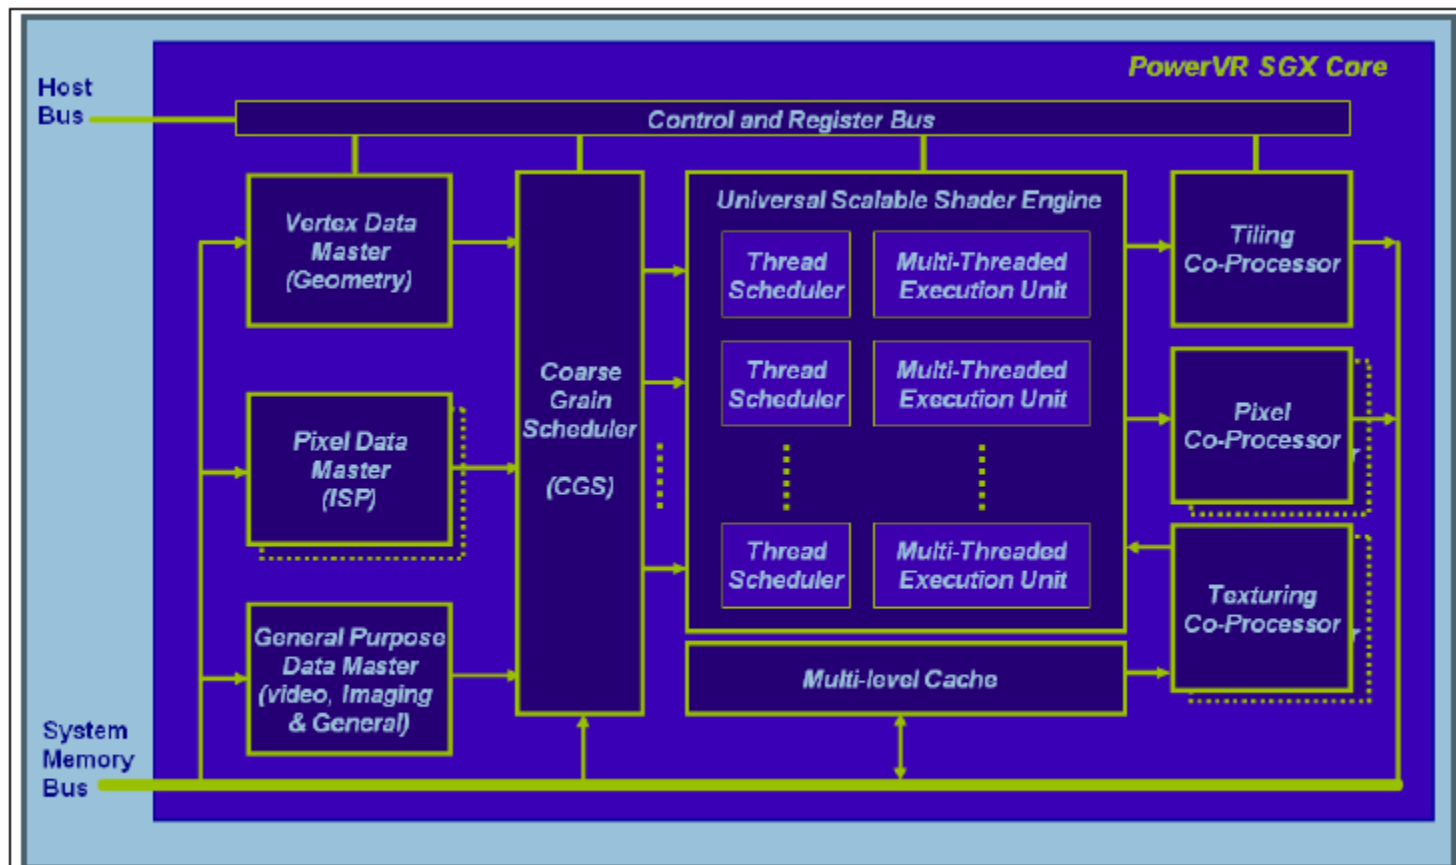 PowerVR SGX Core
Host
Bus
Control and Register Bus
Vertex Data
Master
(Geometry)
Pixel Data
Master
(ISP)
General Purpose
Data Master
(video, Imaging
& General)
Coarse
Grain
Scheduler
(CGS)
Universal Scalable Shader Engine
Thread
Scheduler
Multi-Threaded
Execution Unit
Thread
Scheduler
Multi-Threaded
Execution Unit
Thread
Scheduler
Multi-Threaded
Execution Unit
Multi-level Cache
Tiling
Co-Processor
Pixel
Co-Processor
Texturing
Co-Processor
System
Memory
Bus